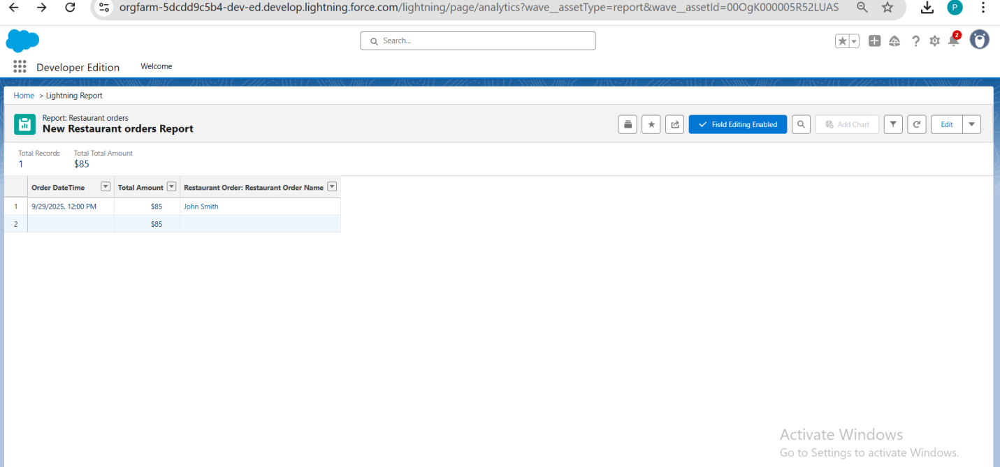 orgfarm-5dcdd9c5b4-dev-ed.develop.lightning.force.com/lightning/page/analytics?wave__assetType=report&wave__assetId=00OgK000005R52LUAS
P
Search...
2
Developer Edition Welcome
Home > Lightning Report
Report: Restaurant orders
New Restaurant orders Report
Field Editing Enabled Add Chart Edit
Total Records Total Total Amount
1 $85
Order DateTime Total Amount Restaurant Order: Restaurant Order Name
1 9/29/2025, 12:00 PM $85 John Smith
2 $85
Activate Windows
Go to Settings to activate Windows.